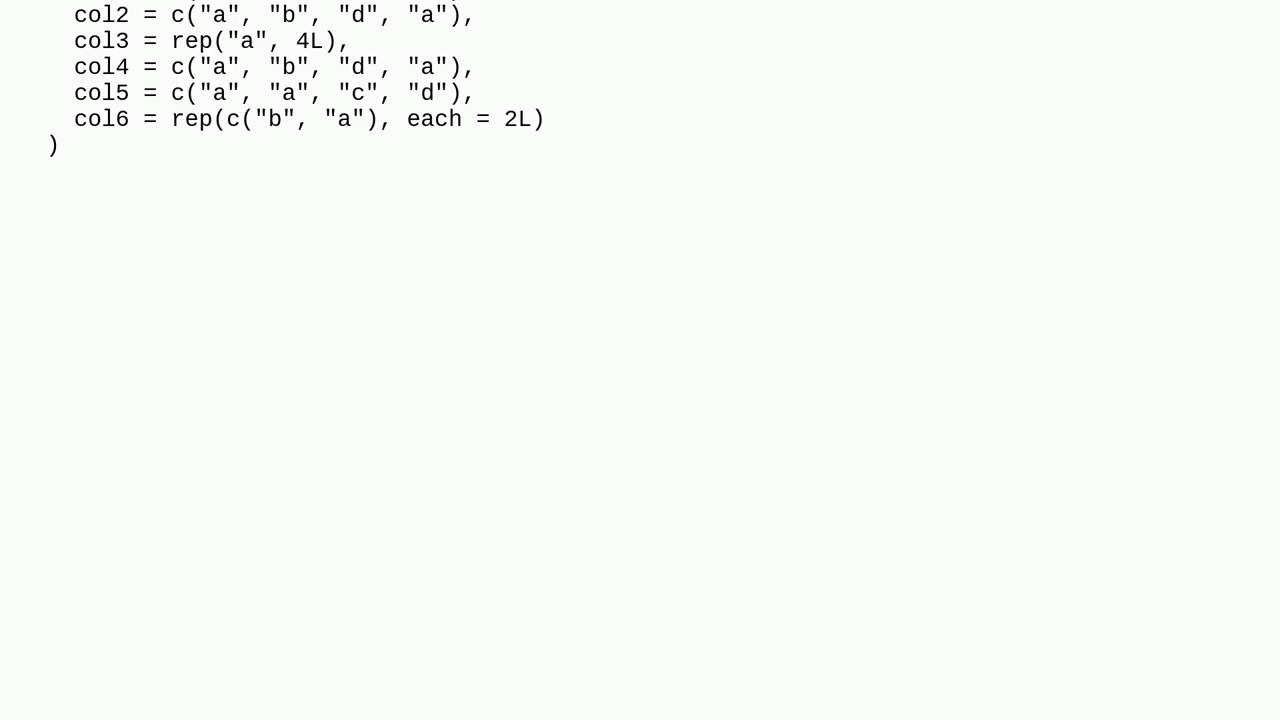 col2 = c("a", "b", "d", "a"),
col3 = rep("a", 4L),
col4 = c("a", "b", "d", "a"),
col5 = c("a", "a", "c", "d"),
col6 = rep(c("b", "a"), each = 2L)
)